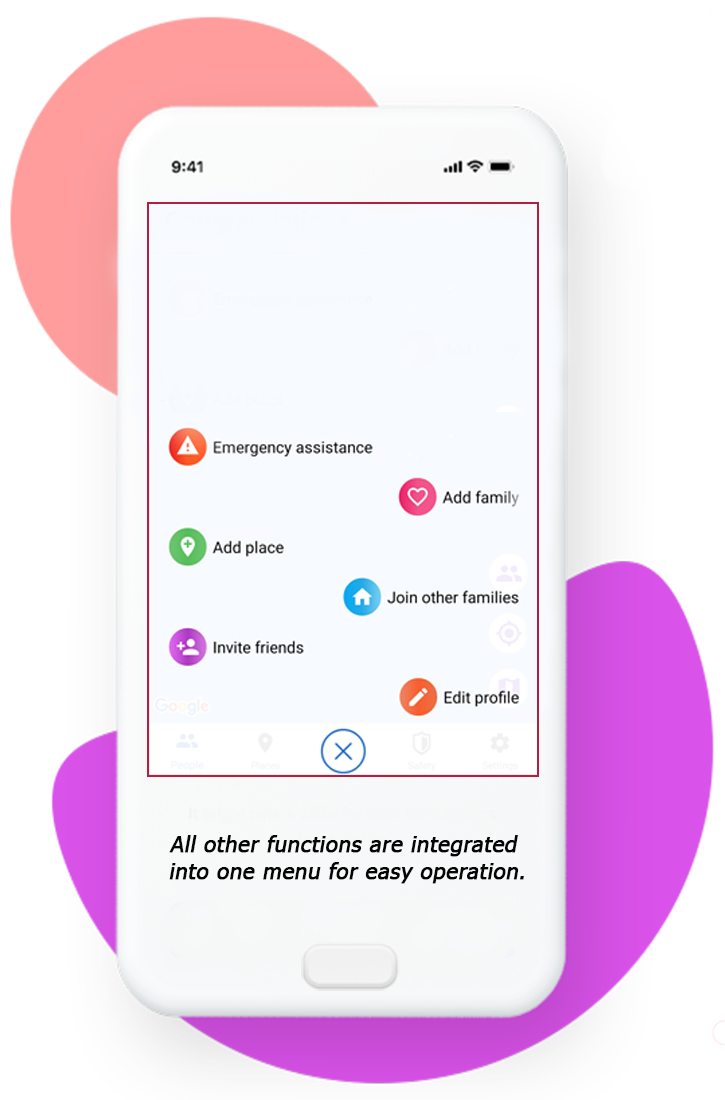 9:41
Emergency assistance
Add family
Add place
Join other families
Invite friends
Edit profile
Google
People
Places
Safety
Settings
All other functions are integrated
into one menu for easy operation.